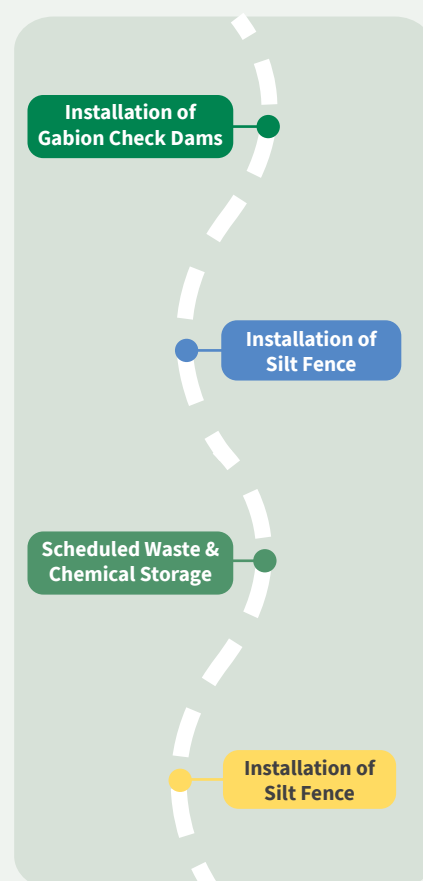 Installation of
Gabion Check Dams
Installation of
Silt Fence
Scheduled Waste &
Chemical Storage
Installation of
Silt Fence